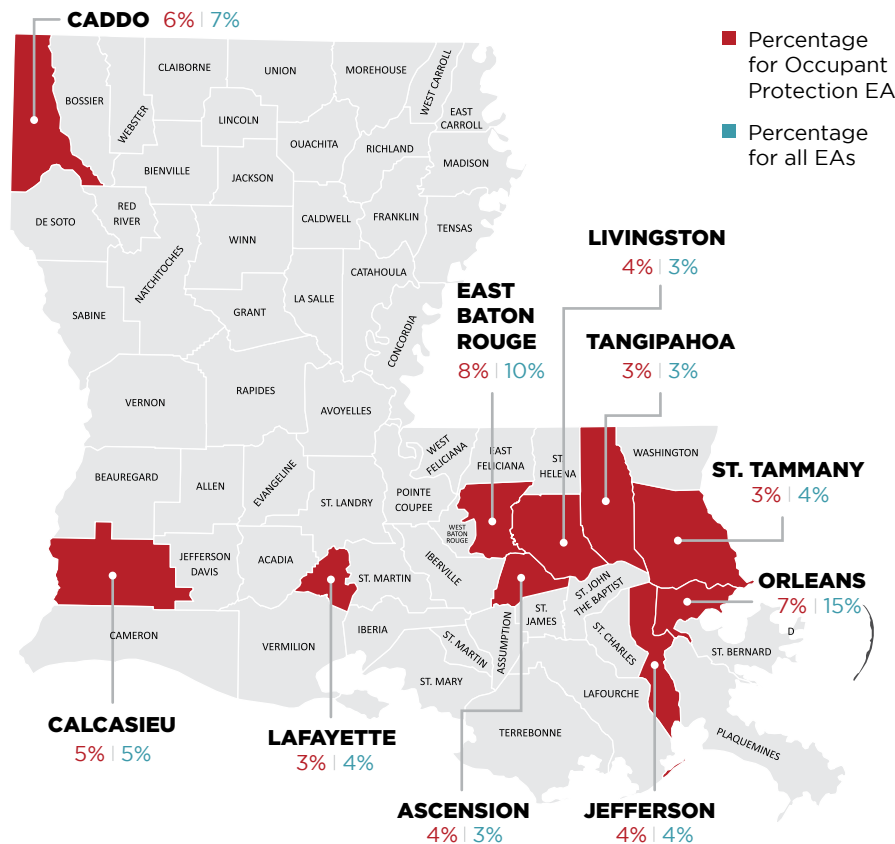 CADDO 6% | 7%
Percentage
for Occupant
Protection EA
Percentage
for all EAs
CLAIBORNE
UNION
MOREHOUSE
WEST CARROLL
EAST
CARROLL
BOSSIER
WEBSTER
LINCOLN
OUACHITA
RICHLAND
MADISON
BIENVILLE
JACKSON
DE SOTO
RED
RIVER
CALDWELL
FRANKLIN
TENSAS
WINN
NATCHITOCHES
CATAHOULA
LIVINGSTON
4% | 3%
SABINE
GRANT
LA SALLE
CONCORDIA
EAST
BATON
ROUGE
8% | 10%
TANGIPAHOA
3% | 3%
VERNON
RAPIDES
AVOYELLES
WEST
FELICIANA
EAST
FELICIANA
ST.
HELENA
WASHINGTON
BEAUREGARD
ALLEN
EVANGELINE
ST. LANDRY
POINTE
COUPEE
ST. TAMMANY
3% | 4%
WEST
BATON
ROUGE
JEFFERSON
DAVIS
ACADIA
ST. MARTIN
IBERVILLE
ST. JOHN
THE BAPTIST
ORLEANS
7% | 15%
CAMERON
VERMILION
IBERIA
ST. MARTIN
ASSUMPTION
ST.
JAMES
ST. CHARLES
D
ST. BERNARD
ST. MARY
LAFOURCHE
TERREBONNE
PLAQUEMINES
CALCASIEU
5% | 5%
LAFAYETTE
3% | 4%
ASCENSION
4% | 3%
JEFFERSON
4% | 4%